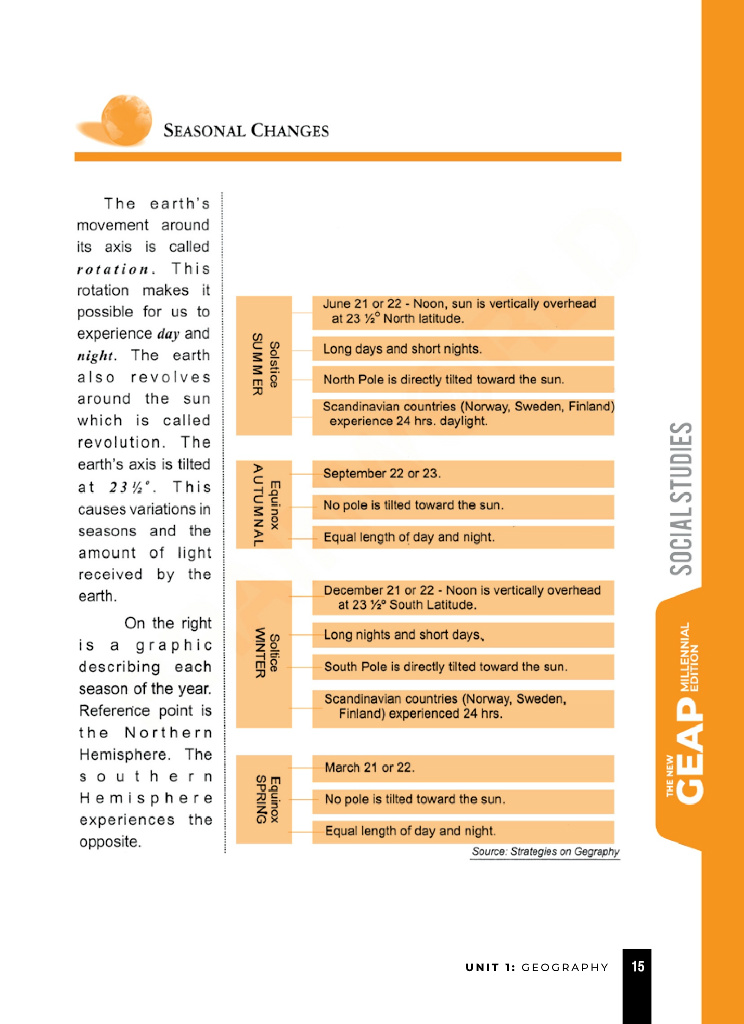 SEASONAL CHANGES
The earth's
movement around
its axis is called
rotation. This
rotation makes it
possible for us to
experience day and
night. The earth
also revolves
around the sun
which is called
revolution. The
earth's axis is tilted
at 23½°. This
causes variations in
seasons and the
amount of light
received by the
earth.
On the right
is a graphic
describing each
season of the year.
Reference point is
the Northern
Hemisphere. The
southern
Hemisphere
experiences the
opposite.
Solstice
SUMMER
June 21 or 22 - Noon, sun is vertically overhead
at 23 ½° North latitude.
Long days and short nights.
North Pole is directly tilted toward the sun.
Scandinavian countries (Norway, Sweden, Finland)
experience 24 hrs. daylight.
Equinox
AUTUMNAL
September 22 or 23.
No pole is tilted toward the sun.
Equal length of day and night.
Soltice
WINTER
December 21 or 22 - Noon is vertically overhead
at 23 ½° South Latitude.
Long nights and short days.
South Pole is directly tilted toward the sun.
Scandinavian countries (Norway, Sweden,
Finland) experienced 24 hrs.
Equinox
SPRING
March 21 or 22.
No pole is tilted toward the sun.
Equal length of day and night.
Source: Strategies on Gegraphy
SOCIAL STUDIES
THE NEW
GEAP MILLENNIAL
EDITION
UNIT 1: GEOGRAPHY 15